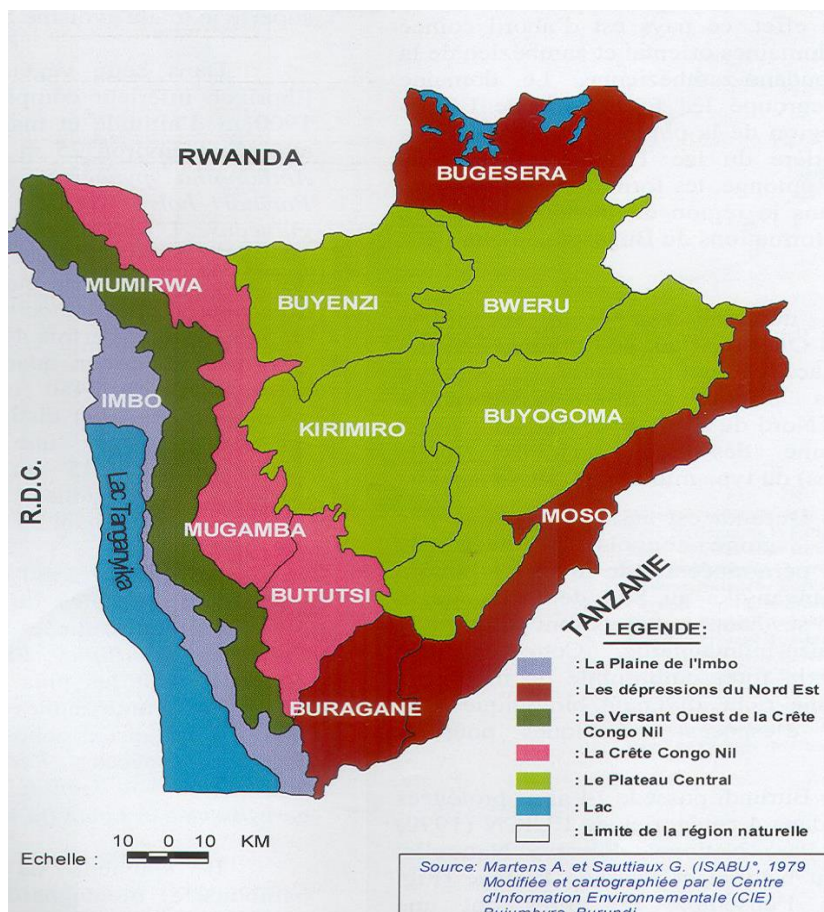 RWANDA
BUGESERA
MUMIRWA
BUYENZI
BWERU
IMBO
KIRIMIRO
BUYOGOMA
R.D.C.
Lac Tanganyika
MUGAMBA
MOSO
BUTUTSI
TANZANIE
BURAGANE
LEGENDE:
: La Plaine de l'Imbo
: Les dépressions du Nord Est
: Le Versant Ouest de la Crête
Congo Nil
: La Crête Congo Nil
: Le Plateau Central
: Lac
: Limite de la région naturelle
10 0 10 KM
Echelle :
Source: Martens A. et Sauttiaux G. (ISABU°, 1979
Modifiée et cartographiée par le Centre
d'Information Environnementale (CIE)
Bujumbura, Burundi